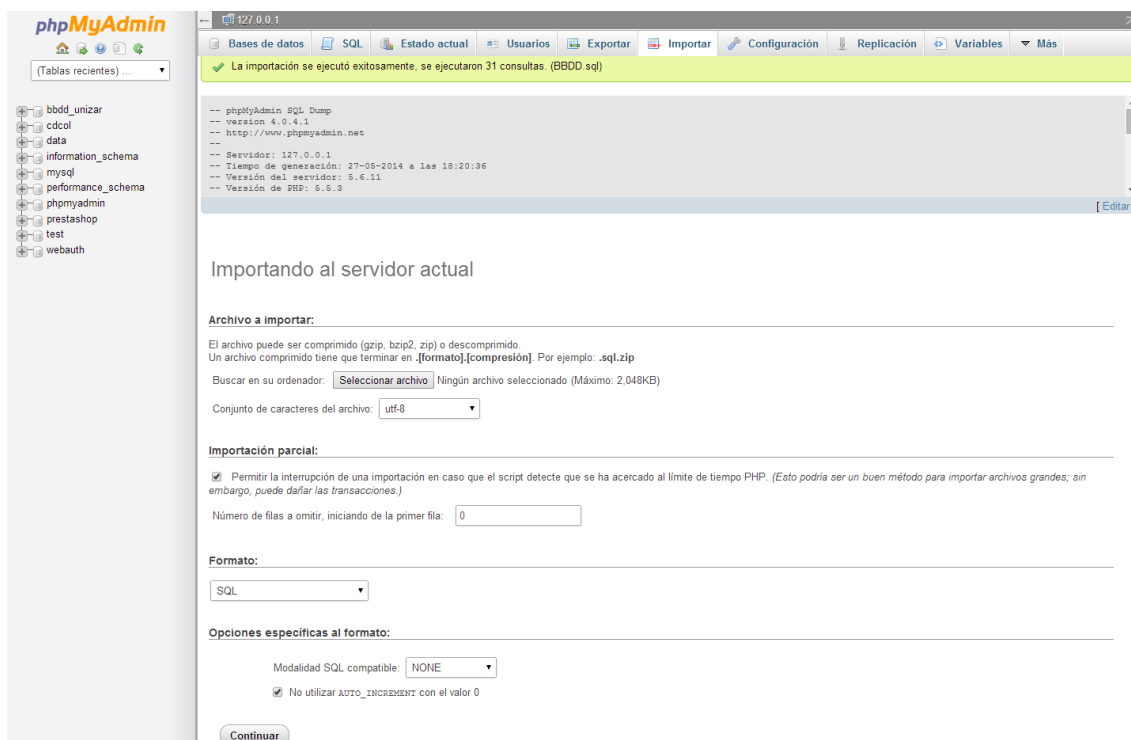 phpMyAdmin
(Tablas recientes) ...
bbdd_unizar
cdcol
data
information_schema
mysql
performance_schema
phpmyadmin
prestashop
test
webauth
127.0.0.1
Bases de datos SQL Estado actual Usuarios Exportar Importar Configuración Replicación Variables Más
La importación se ejecutó exitosamente, se ejecutaron 31 consultas. (BBDD.sql)
-- phpMyAdmin SQL Dump
-- version 4.0.4.1
-- http://www.phpmyadmin.net
--
-- Servidor: 127.0.0.1
-- Tiempo de generación: 27-05-2014 a las 18:20:36
-- Versión del servidor: 5.6.11
-- Versión de PHP: 5.5.3
[ Editar
Importando al servidor actual
Archivo a importar:
El archivo puede ser comprimido (gzip, bzip2, zip) o descomprimido.
Un archivo comprimido tiene que terminar en .[formato].[compresión]. Por ejemplo: .sql.zip
Buscar en su ordenador: Seleccionar archivo Ningún archivo seleccionado (Máximo: 2,048KB)
Conjunto de caracteres del archivo: utf-8
Importación parcial:
Permitir la interrupción de una importación en caso que el script detecte que se ha acercado al límite de tiempo PHP. (Esto podría ser un buen método para importar archivos grandes; sin
embargo, puede dañar las transacciones.)
Número de filas a omitir, iniciando de la primer fila: 0
Formato:
SQL
Opciones específicas al formato:
Modalidad SQL compatible: NONE
No utilizar AUTO_INCREMENT con el valor 0
Continuar